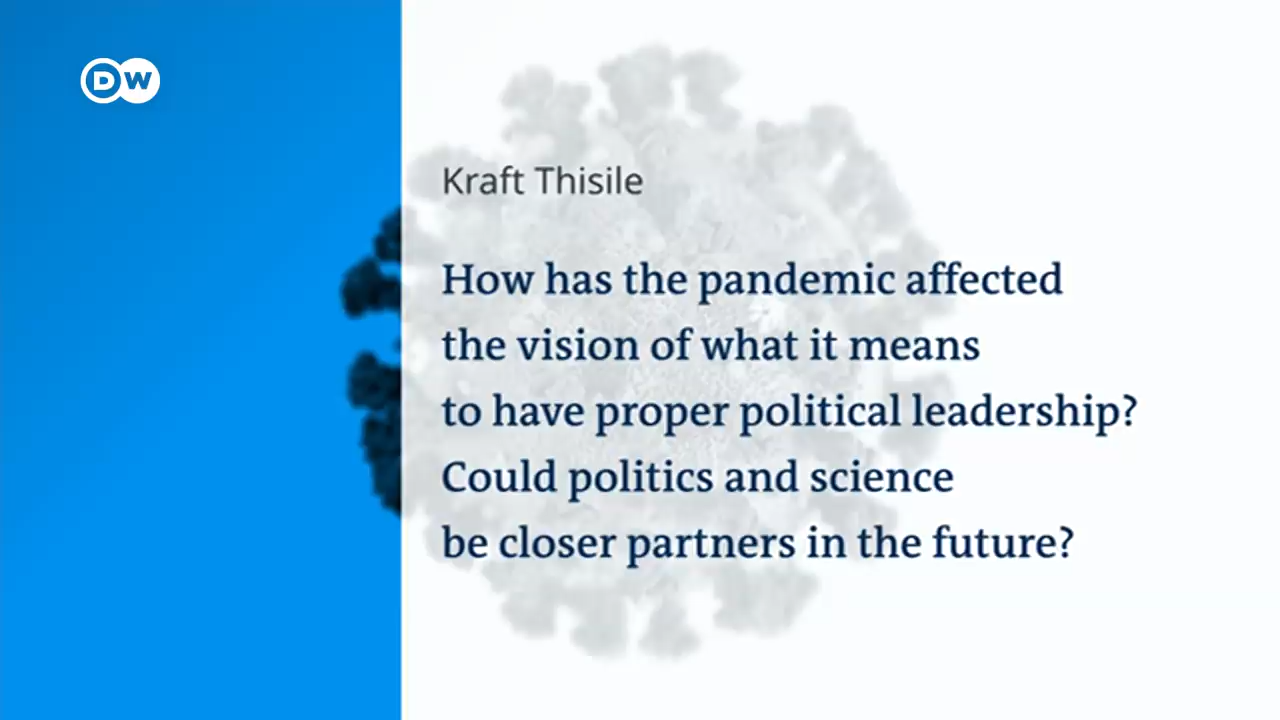 DW
Kraft Thisile
How has the pandemic affected
the vision of what it means
to have proper political leadership?
Could politics and science
be closer partners in the future?